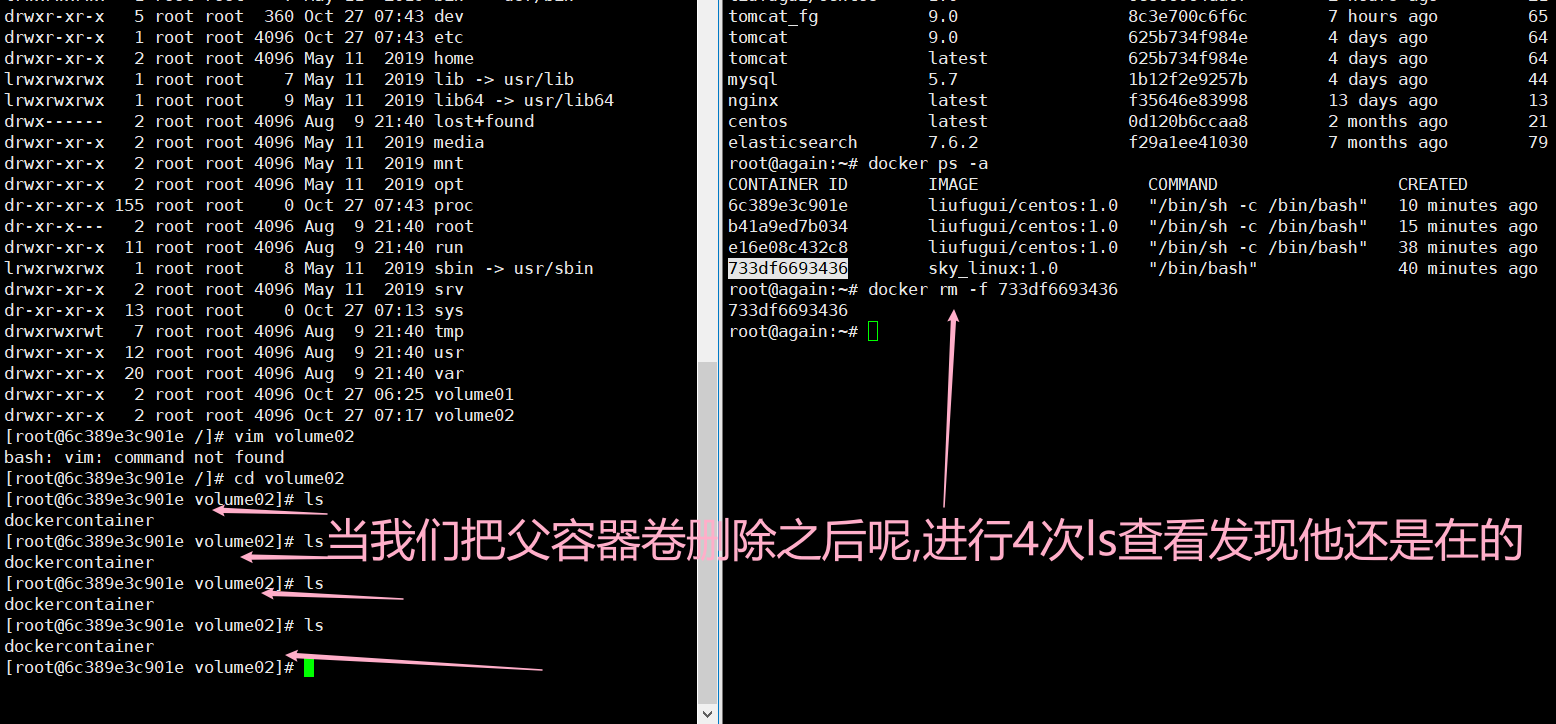 drwxr-xr-x   5 root root  360 Oct 27 07:43 dev
drwxr-xr-x   1 root root 4096 Oct 27 07:43 etc
drwxr-xr-x   2 root root 4096 May 11  2019 home
lrwxrwxrwx   1 root root    7 May 11  2019 lib -> usr/lib
lrwxrwxrwx   1 root root    9 May 11  2019 lib64 -> usr/lib64
drwx------   2 root root 4096 Aug  9 21:40 lost+found
drwxr-xr-x   2 root root 4096 May 11  2019 media
drwxr-xr-x   2 root root 4096 May 11  2019 mnt
drwxr-xr-x   2 root root 4096 May 11  2019 opt
dr-xr-xr-x 155 root root    0 Oct 27 07:43 proc
dr-xr-x---   2 root root 4096 Aug  9 21:40 root
drwxr-xr-x  11 root root 4096 Aug  9 21:40 run
lrwxrwxrwx   1 root root    8 May 11  2019 sbin -> usr/sbin
drwxr-xr-x   2 root root 4096 May 11  2019 srv
dr-xr-xr-x  13 root root    0 Oct 27 07:13 sys
drwxrwxrwt   7 root root 4096 Aug  9 21:40 tmp
drwxr-xr-x  12 root root 4096 Aug  9 21:40 usr
drwxr-xr-x  20 root root 4096 Aug  9 21:40 var
drwxr-xr-x   2 root root 4096 Oct 27 06:25 volume01
drwxr-xr-x   2 root root 4096 Oct 27 07:17 volume02
[root@6c389e3c901e /]# vim volume02
bash: vim: command not found
[root@6c389e3c901e /]# cd volume02
[root@6c389e3c901e volume02]# ls
dockercontainer
[root@6c389e3c901e volume02]# ls
dockercontainer
[root@6c389e3c901e volume02]# ls
dockercontainer
[root@6c389e3c901e volume02]# ls
dockercontainer
[root@6c389e3c901e volume02]#
tomcat_fg           9.0                 8c3e700c6f6c        7 hours ago         65
tomcat              9.0                 625b734f984e        4 days ago          64
tomcat              latest              625b734f984e        4 days ago          64
mysql               5.7                 1b12f2e9257b        4 days ago          44
nginx               latest              f35646e83998        13 days ago         13
centos              latest              0d120b6ccaa8        2 months ago        21
elasticsearch       7.6.2               f29a1ee41030        7 months ago        79
root@again:~# docker ps -a
CONTAINER ID        IMAGE                 COMMAND                  CREATED
6c389e3c901e        liufugui/centos:1.0   "/bin/sh -c /bin/bash"   10 minutes ago
b41a9ed7b034        liufugui/centos:1.0   "/bin/sh -c /bin/bash"   15 minutes ago
e16e08c432c8        liufugui/centos:1.0   "/bin/sh -c /bin/bash"   38 minutes ago
733df6693436        sky_linux:1.0         "/bin/bash"              40 minutes ago
root@again:~# docker rm -f 733df6693436
733df6693436
root@again:~#
当我们把父容器卷删除之后呢,进行4次ls查看发现他还是在的